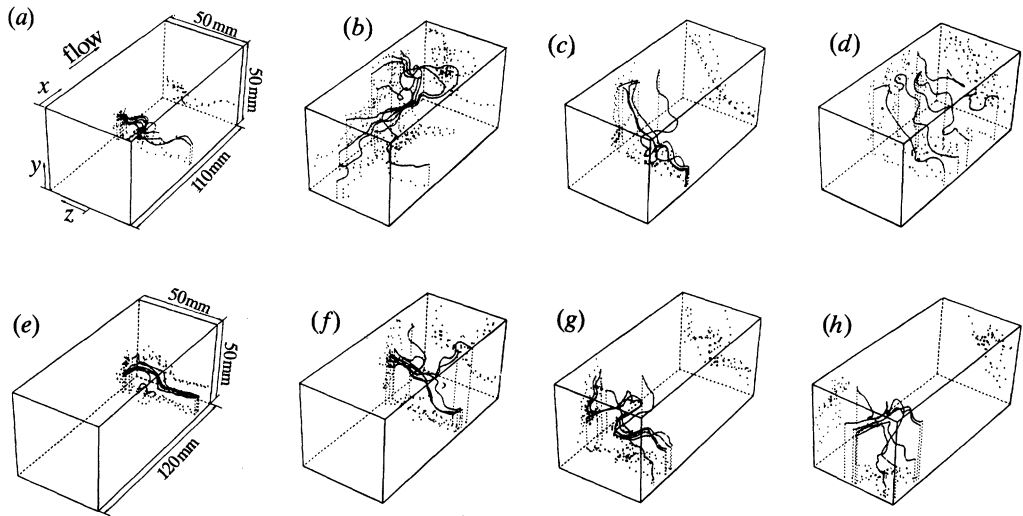 (a)
flow
50mm
50mm
110mm
x
y
z
(b)
(c)
(d)
(e)
50mm
50mm
120mm
(f)
(g)
(h)